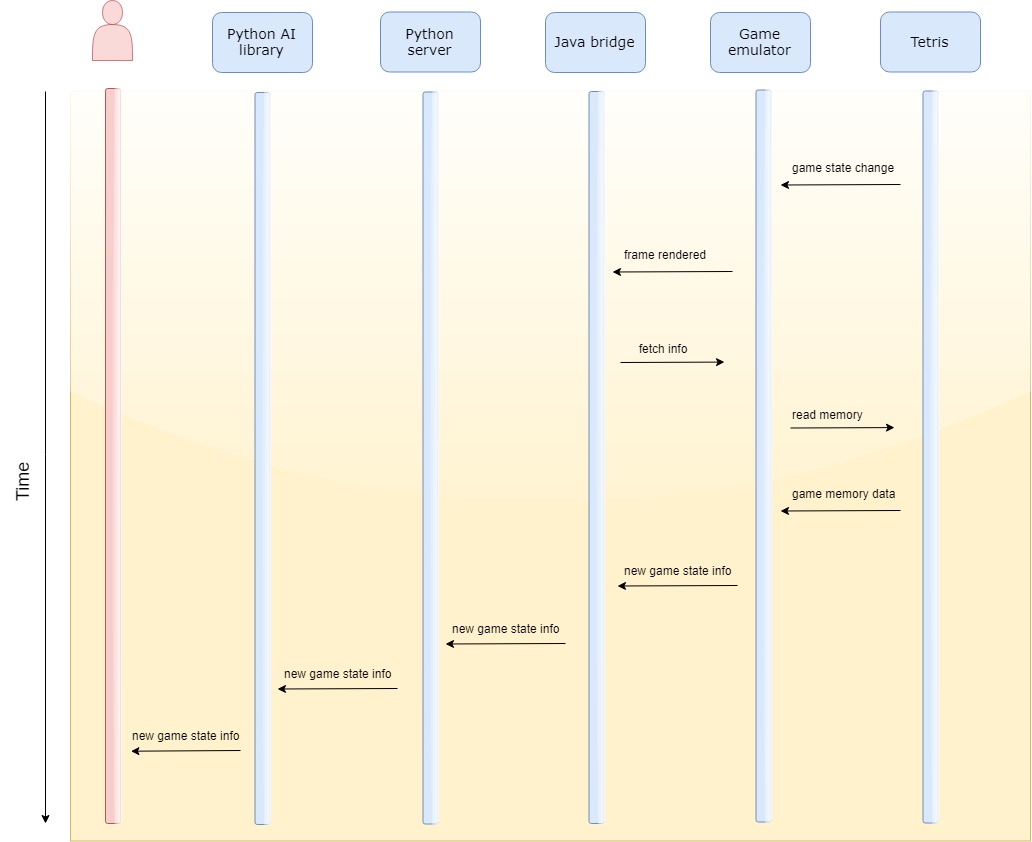 Python AI
library
Python
server
Java bridge
Game
emulator
Tetris
game state change
frame rendered
fetch info
read memory
Time
game memory data
new game state info
new game state info
new game state info
new game state info